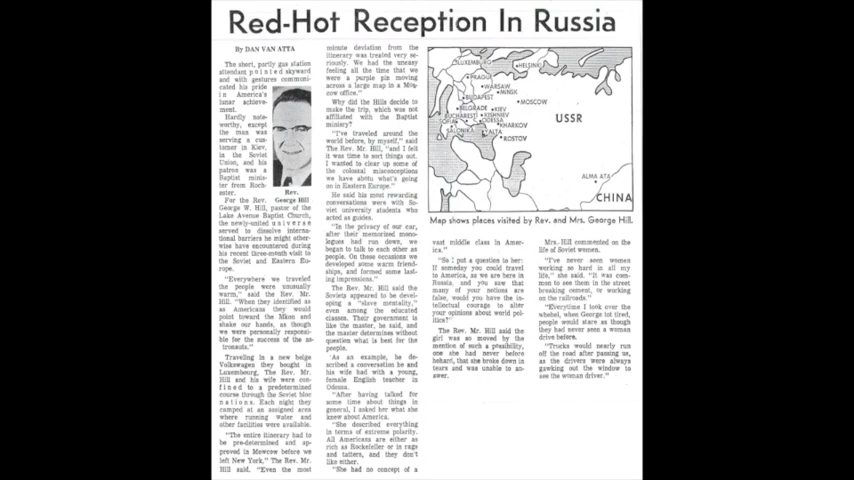 Red-Hot Reception In Russia
By DAN VAN ATTA
The short, portly gas station
attendant pointed skyward
and with gestures communi-
cated his pride
in America's
lunar achieve-
ment.
Hardly note-
worthy, except
the man was
serving a cus-
tomer in Kiev,
in the Soviet
Union, and his
patron was a
Baptist minis-
ter from Roch-
ester.
Rev.
George Hill
For the Rev.
George W. Hill, pastor of the
Lake Avenue Baptist Church,
the newly-united universe
served to dissolve inter-
national barriers he might other-
wise have encountered during
his recent three-month visit to
the Soviet and Eastern Eu-
rope.
"Everywhere we traveled
the people were unusually
warm," said the Rev. Mr.
Hill. "When they identified us
as Americans they would
point toward the Moon and
shake our hands, as though
we were personally responsi-
ble for the success of the as-
tronauts."
Traveling in a new beige
Volkswagen they bought in
Luxembourg, The Rev. Mr.
Hill and his wife were con-
fined to a predetermined
course through the Soviet bloc
nations. Each night they
camped at an assigned area
where running water and
other facilities were available.
"The entire itinerary had to
be pre-determined and ap-
proved in Moscow before we
left New York," The Rev. Mr.
Hill said. "Even the most
minute deviation from the
itinerary was treated very se-
riously. We had the uneasy
feeling all the time that we
were a purple pin moving
across a large map in a Mos-
cow office."
Why did the Hills decide to
make the trip, which was not
affiliated with the Baptist
ministry?
"I've traveled around the
world before, by myself," said
The Rev. Mr. Hill, "and I felt
it was time to sort things out.
I wanted to clear up some of
the colossal misconceptions
we have about what's going
on in Eastern Europe."
He said his most rewarding
conversations were with So-
viet university students who
acted as guides.
"In the privacy of our car,
after their memorized mono-
logues had run down, we
began to talk to each other as
people. On these occasions we
developed some warm friend-
ships, and formed some last-
ing impressions."
The Rev. Mr. Hill said the
Soviets appeared to be devel-
oping a "slave mentality,"
even among the educated
classes. Their government is
like the master, he said, and
the master determines without
question what is best for the
people.
As an example, he de-
scribed a conversation he and
his wife had with a young,
female English teacher in
Odessa.
"After having talked for
some time about things in
general, I asked her what she
knew about America.
"She described everything
in terms of extreme polarity.
All Americans are either as
rich as Rockefeller or in rags
and tatters, and they don't
like either.
"She had no concept of a
LUXEMBURG
HELSINKI
PRAGUE
WARSAW
MINSK
BUDAPEST
MOSCOW
BELGRADE
KIEV
BUCHAREST
KISHNIEV
SOFIA
ODESSA
USSR
KHARKOV
SALONIKA
YALTA
ROSTOV
ALMA ATA
CHINA
Map shows places visited by Rev. and Mrs. George Hill.
vast middle class in Amer-
ica."
"So I put a question to her:
If someday you could travel
to America, as we are here in
Russia, and you saw that
many of your notions are
false, would you have the in-
tellectual courage to alter
your opinions about world pol-
itics?"
The Rev. Mr. Hill said the
girl was so moved by the
mention of such a possibility,
one she had never before
hehard, that she broke down in
tears and was unable to an-
swer.
Mrs. Hill commented on the
life of Soviet women.
"I've never seen women
working so hard in all my
life," she said. "It was com-
mon to see them in the street
breaking cement, or working
on the railroads."
"Everytime I took over the
whehel, when George got tired,
people would stare as though
they had never seen a woman
drive before.
"Trucks would nearly run
off the road after passing us,
as the drivers were always
gawking out the window to
see the woman driver."